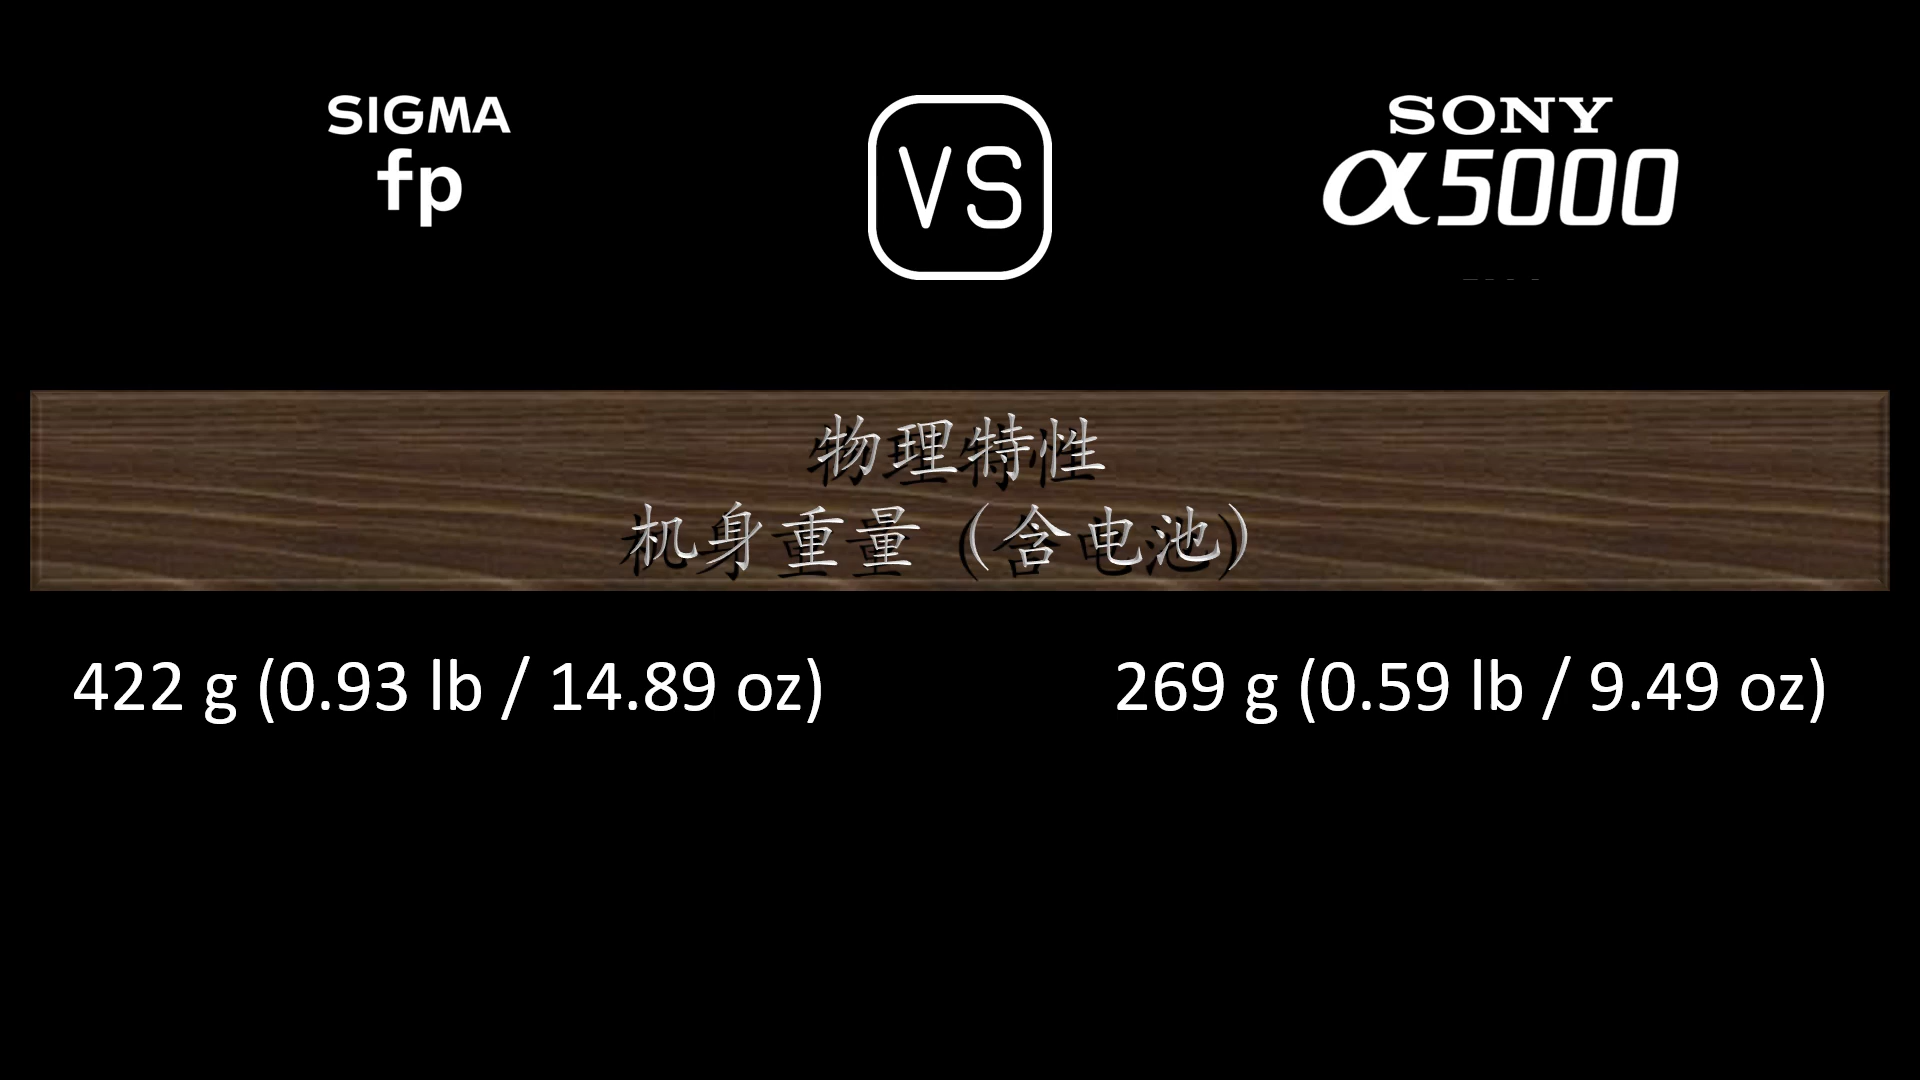 SIGMA
fp
VS
SONY
α5000
物理特性
机身重量（含电池）
422 g (0.93 lb / 14.89 oz)
269 g (0.59 lb / 9.49 oz)